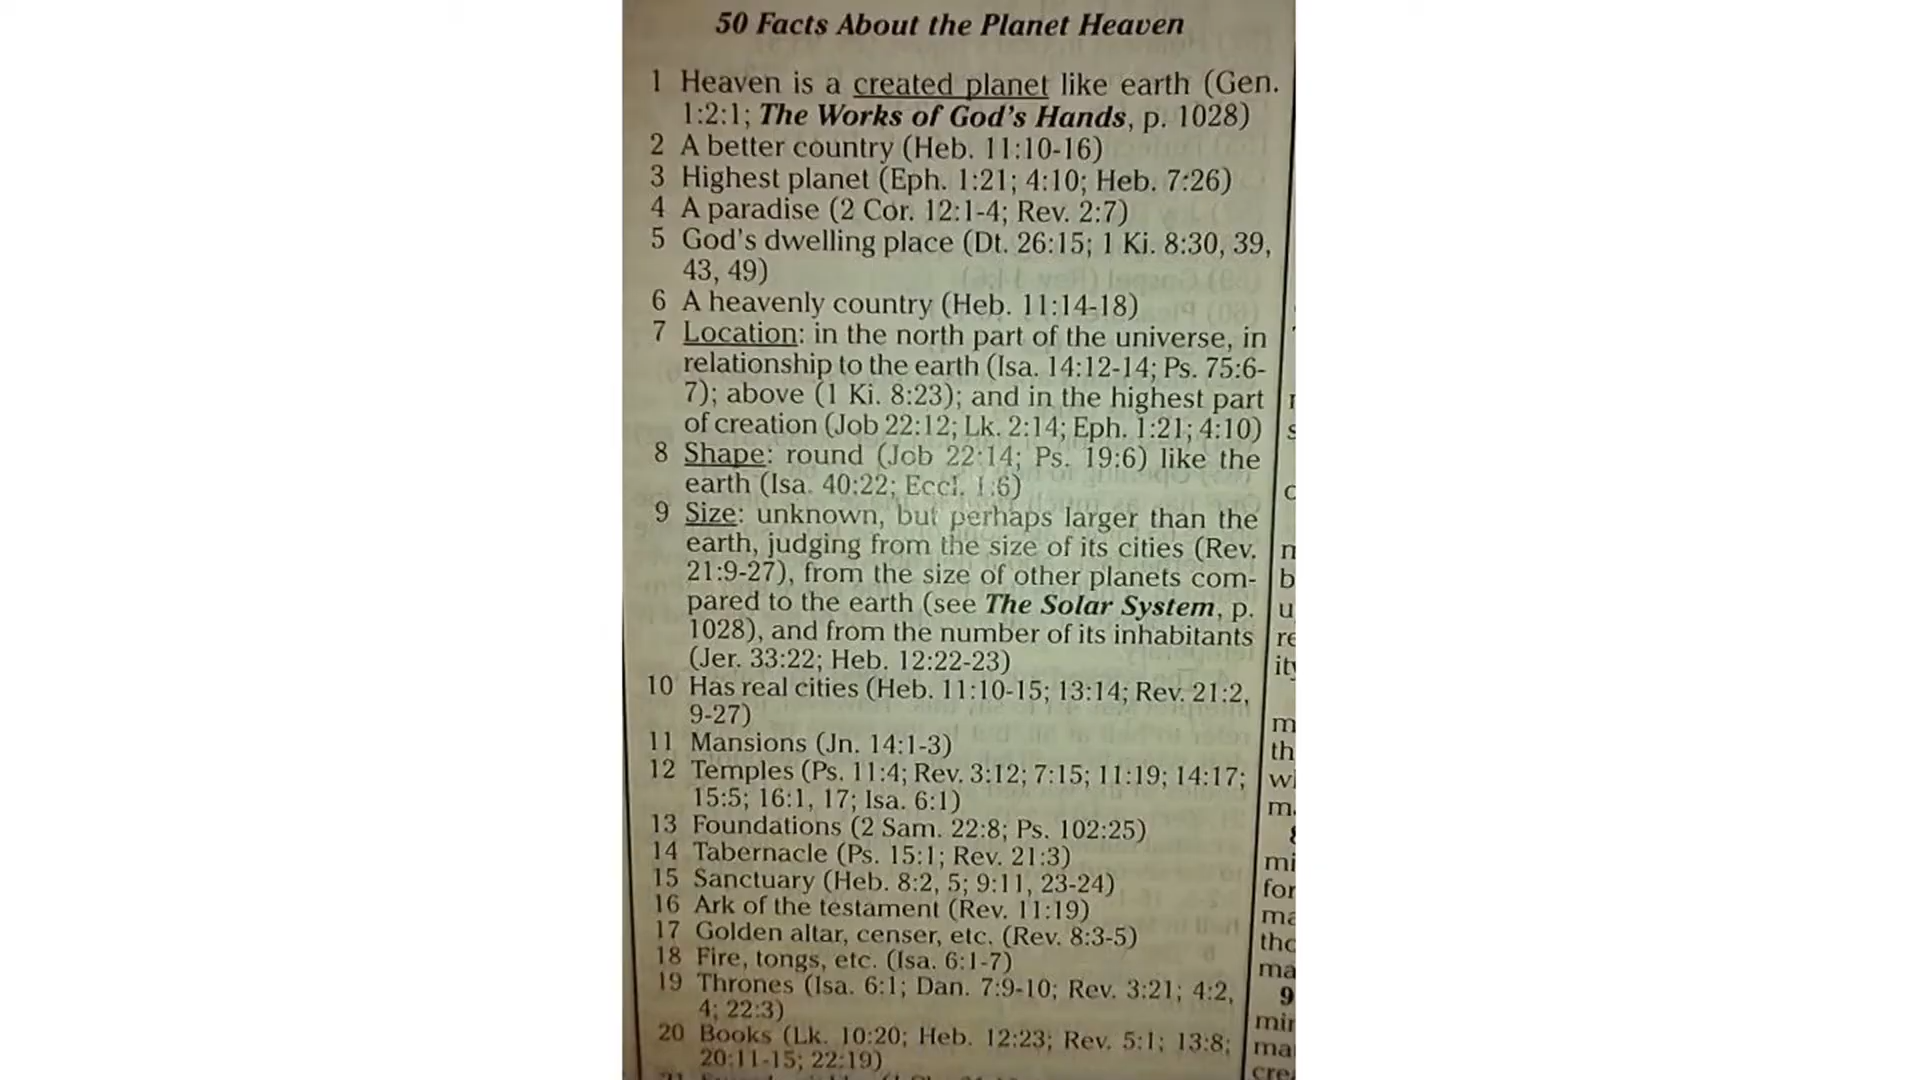 50 Facts About the Planet Heaven
1 Heaven is a created planet like earth (Gen.
1:2:1; The Works of God's Hands, p. 1028)
2 A better country (Heb. 11:10-16)
3 Highest planet (Eph. 1:21; 4:10; Heb. 7:26)
4 A paradise (2 Cor. 12:1-4; Rev. 2:7)
5 God's dwelling place (Dt. 26:15; 1 Ki. 8:30, 39,
43, 49)
6 A heavenly country (Heb. 11:14-18)
7 Location: in the north part of the universe, in
relationship to the earth (Isa. 14:12-14; Ps. 75:6-
7); above (1 Ki. 8:23); and in the highest part
of creation (Job 22:12; Lk. 2:14; Eph. 1:21; 4:10)
8 Shape: round (Job 22:14; Ps. 19:6) like the
earth (Isa. 40:22; Eccl. 1:6)
9 Size: unknown, but perhaps larger than the
earth, judging from the size of its cities (Rev.
21:9-27), from the size of other planets com-
pared to the earth (see The Solar System, p.
1028), and from the number of its inhabitants
(Jer. 33:22; Heb. 12:22-23)
10 Has real cities (Heb. 11:10-15; 13:14; Rev. 21:2,
9-27)
11 Mansions (Jn. 14:1-3)
12 Temples (Ps. 11:4; Rev. 3:12; 7:15; 11:19; 14:17;
15:5; 16:1, 17; Isa. 6:1)
13 Foundations (2 Sam. 22:8; Ps. 102:25)
14 Tabernacle (Ps. 15:1; Rev. 21:3)
15 Sanctuary (Heb. 8:2, 5; 9:11, 23-24)
16 Ark of the testament (Rev. 11:19)
17 Golden altar, censer, etc. (Rev. 8:3-5)
18 Fire, tongs, etc. (Isa. 6:1-7)
19 Thrones (Isa. 6:1; Dan. 7:9-10; Rev. 3:21; 4:2,
4; 22:3)
20 Books (Lk. 10:20; Heb. 12:23; Rev. 5:1; 13:8;
20:11-15; 22:19)